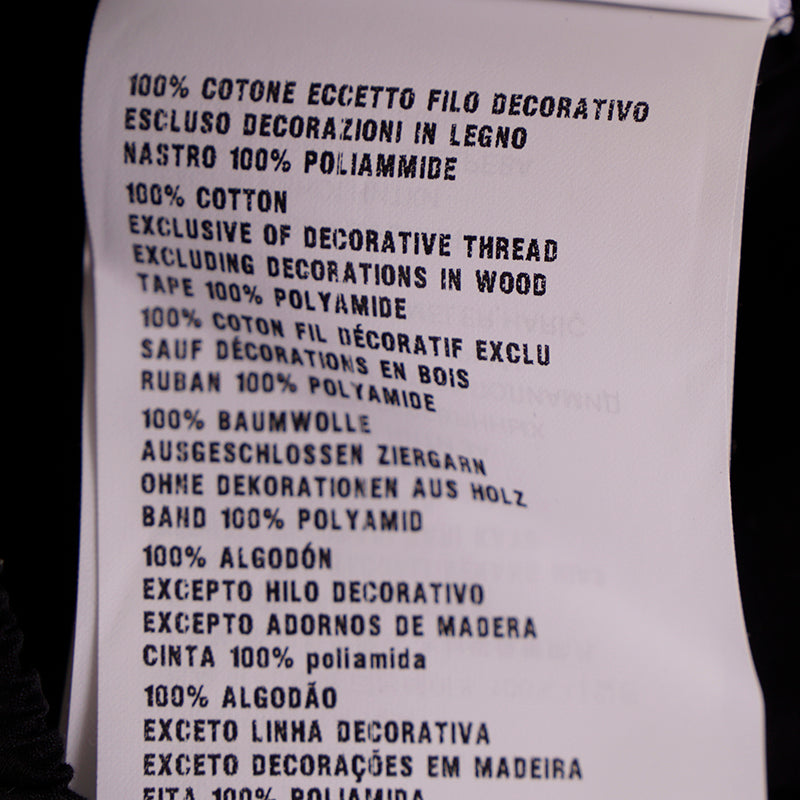 100% COTONE ECCETTO FILO DECORATIVO
ESCLUSO DECORAZIONI IN LEGNO
NASTRO 100% POLIAMMIDE
100% COTTON
EXCLUSIVE OF DECORATIVE THREAD
EXCLUDING DECORATIONS IN WOOD
TAPE 100% POLYAMIDE
100% COTON FIL DÉCORATIF EXCLU
SAUF DÉCORATIONS EN BOIS
RUBAN 100% POLYAMIDE
100% BAUMWOLLE
AUSGESCHLOSSEN ZIERGARN
OHNE DEKORATIONEN AUS HOLZ
BAND 100% POLYAMID
100% ALGODÓN
EXCEPTO HILO DECORATIVO
EXCEPTO ADORNOS DE MADERA
CINTA 100% poliamida
100% ALGODÃO
EXCETO LINHA DECORATIVA
EXCETO DECORAÇÕES EM MADEIRA
FITA 100% POLIAMIDA